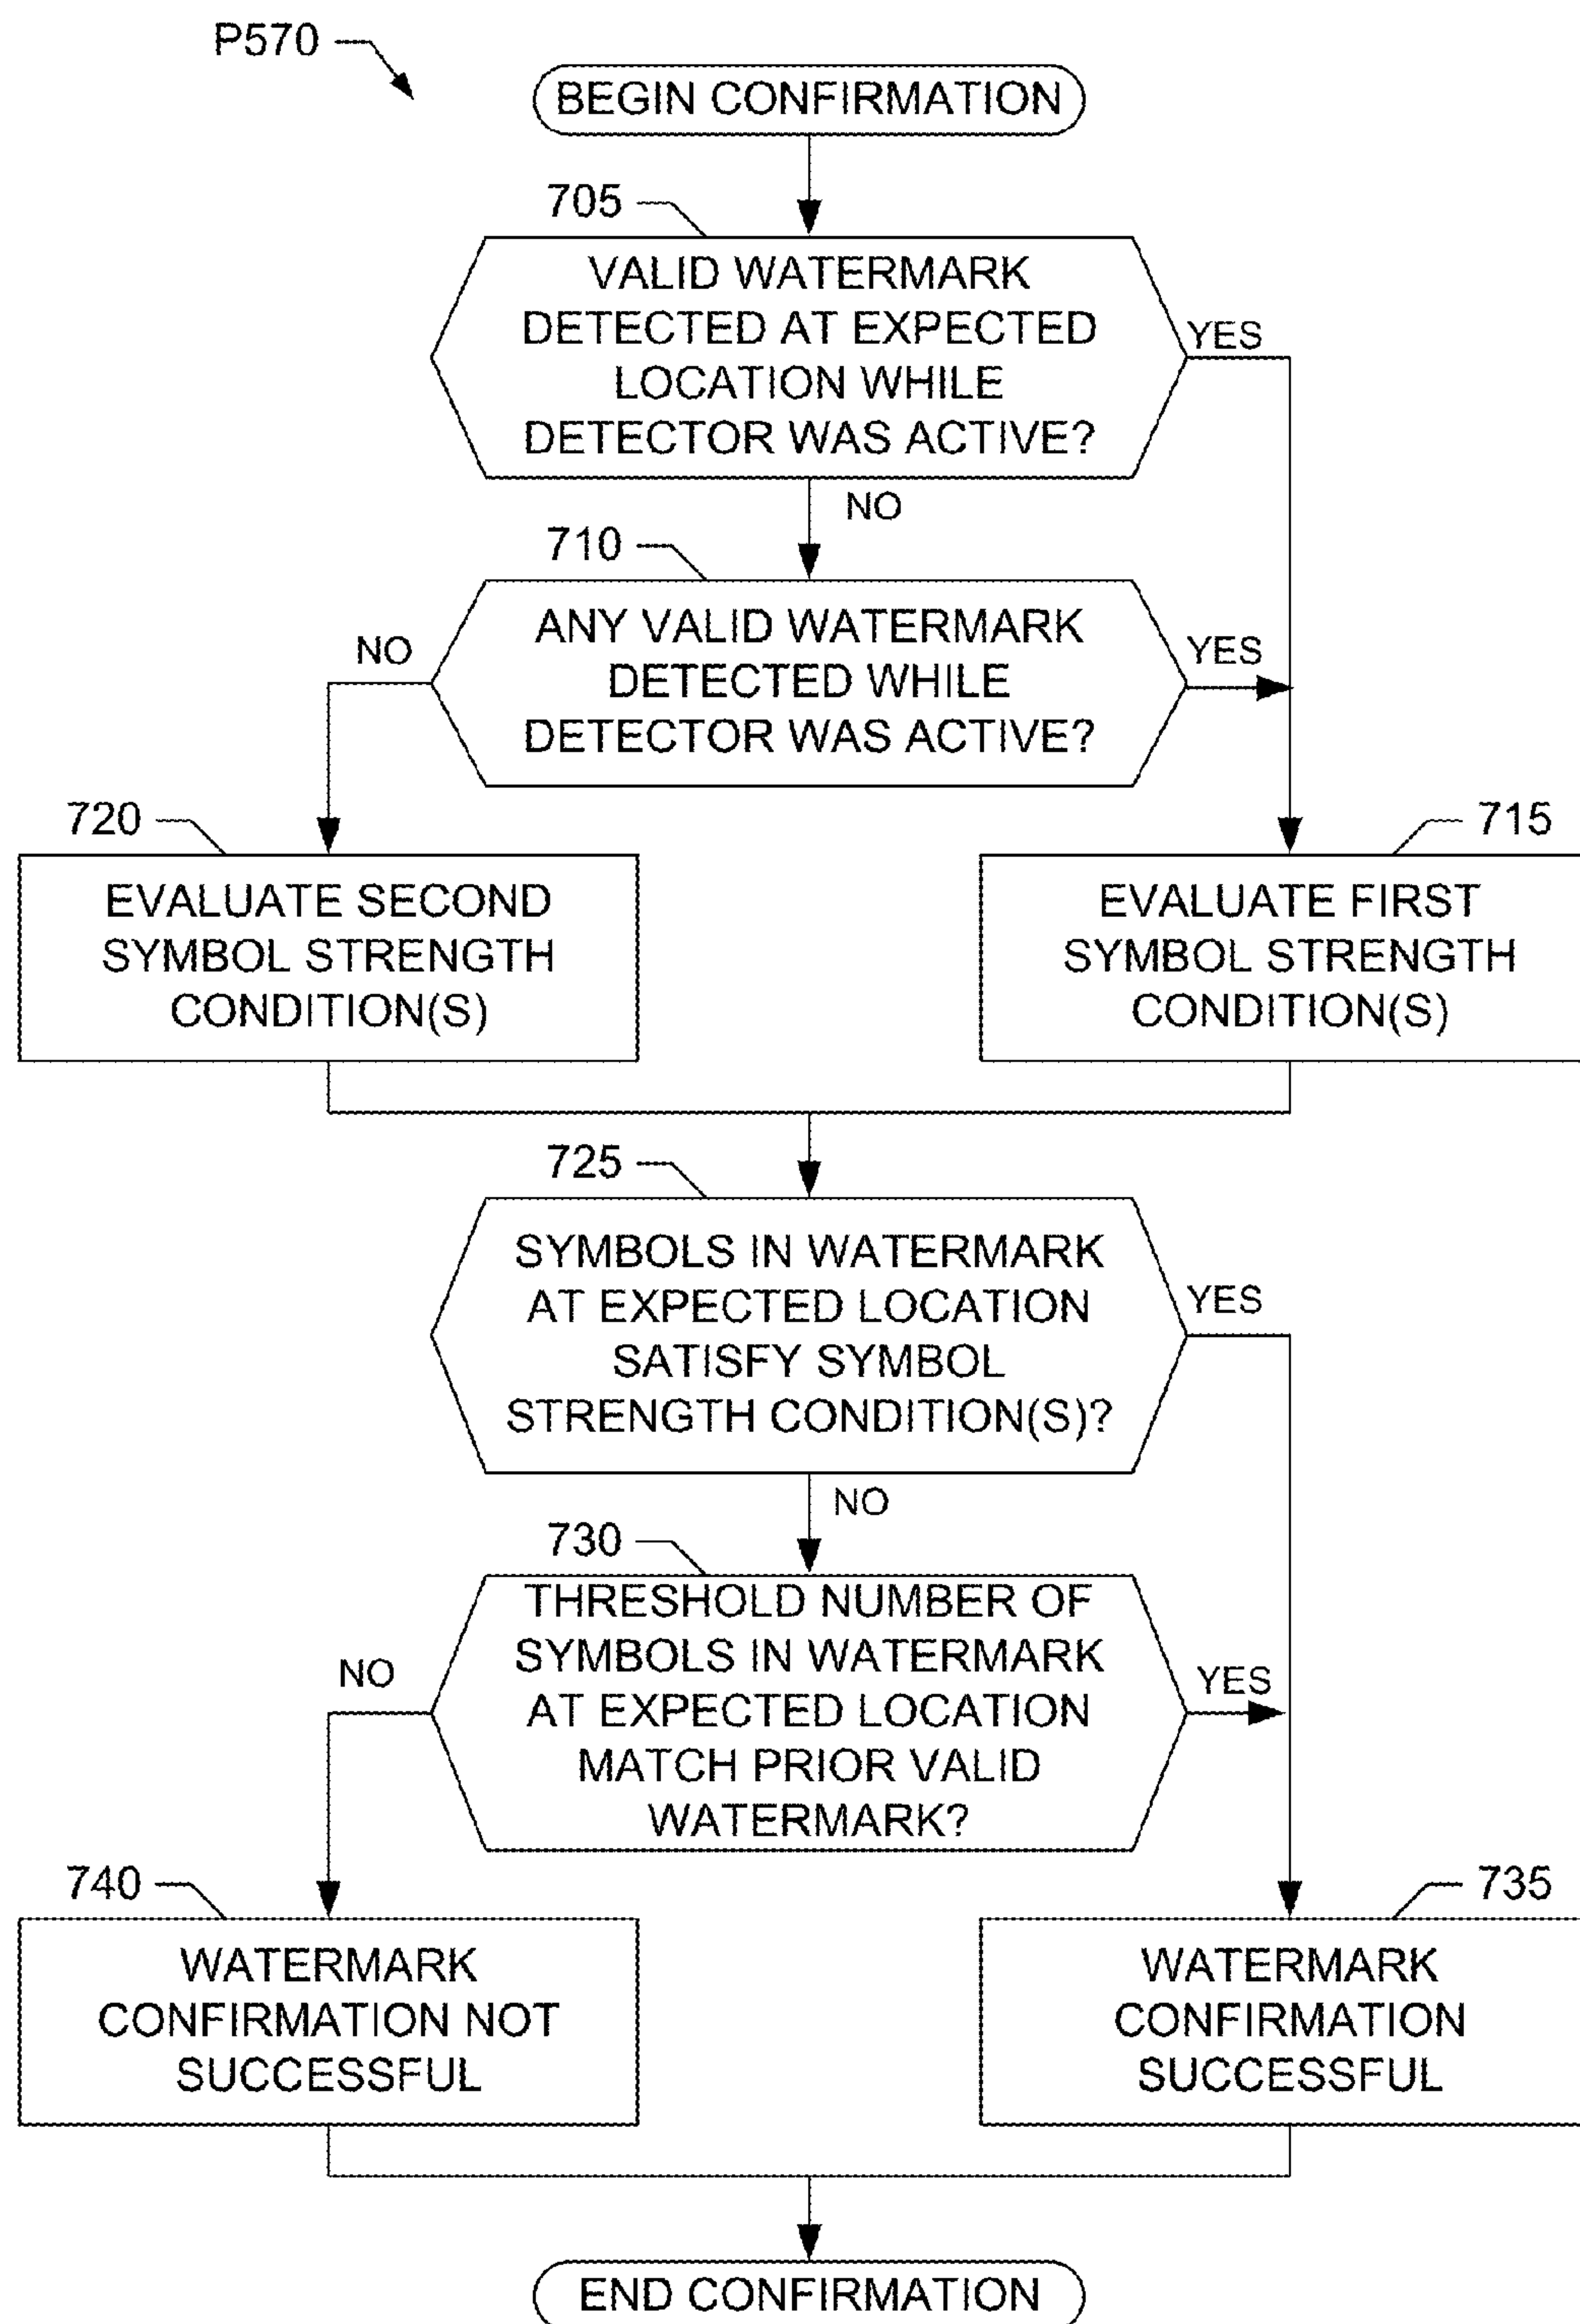 P570
BEGIN CONFIRMATION
705
VALID WATERMARK
DETECTED AT EXPECTED
LOCATION WHILE
DETECTOR WAS ACTIVE?
YES
NO
710
ANY VALID WATERMARK
DETECTED WHILE
DETECTOR WAS ACTIVE?
NO
YES
720
EVALUATE SECOND
SYMBOL STRENGTH
CONDITION(S)
715
EVALUATE FIRST
SYMBOL STRENGTH
CONDITION(S)
725
SYMBOLS IN WATERMARK
AT EXPECTED LOCATION
SATISFY SYMBOL
STRENGTH CONDITION(S)?
YES
NO
730
THRESHOLD NUMBER OF
SYMBOLS IN WATERMARK
AT EXPECTED LOCATION
MATCH PRIOR VALID
WATERMARK?
NO
YES
740
WATERMARK
CONFIRMATION NOT
SUCCESSFUL
735
WATERMARK
CONFIRMATION
SUCCESSFUL
END CONFIRMATION